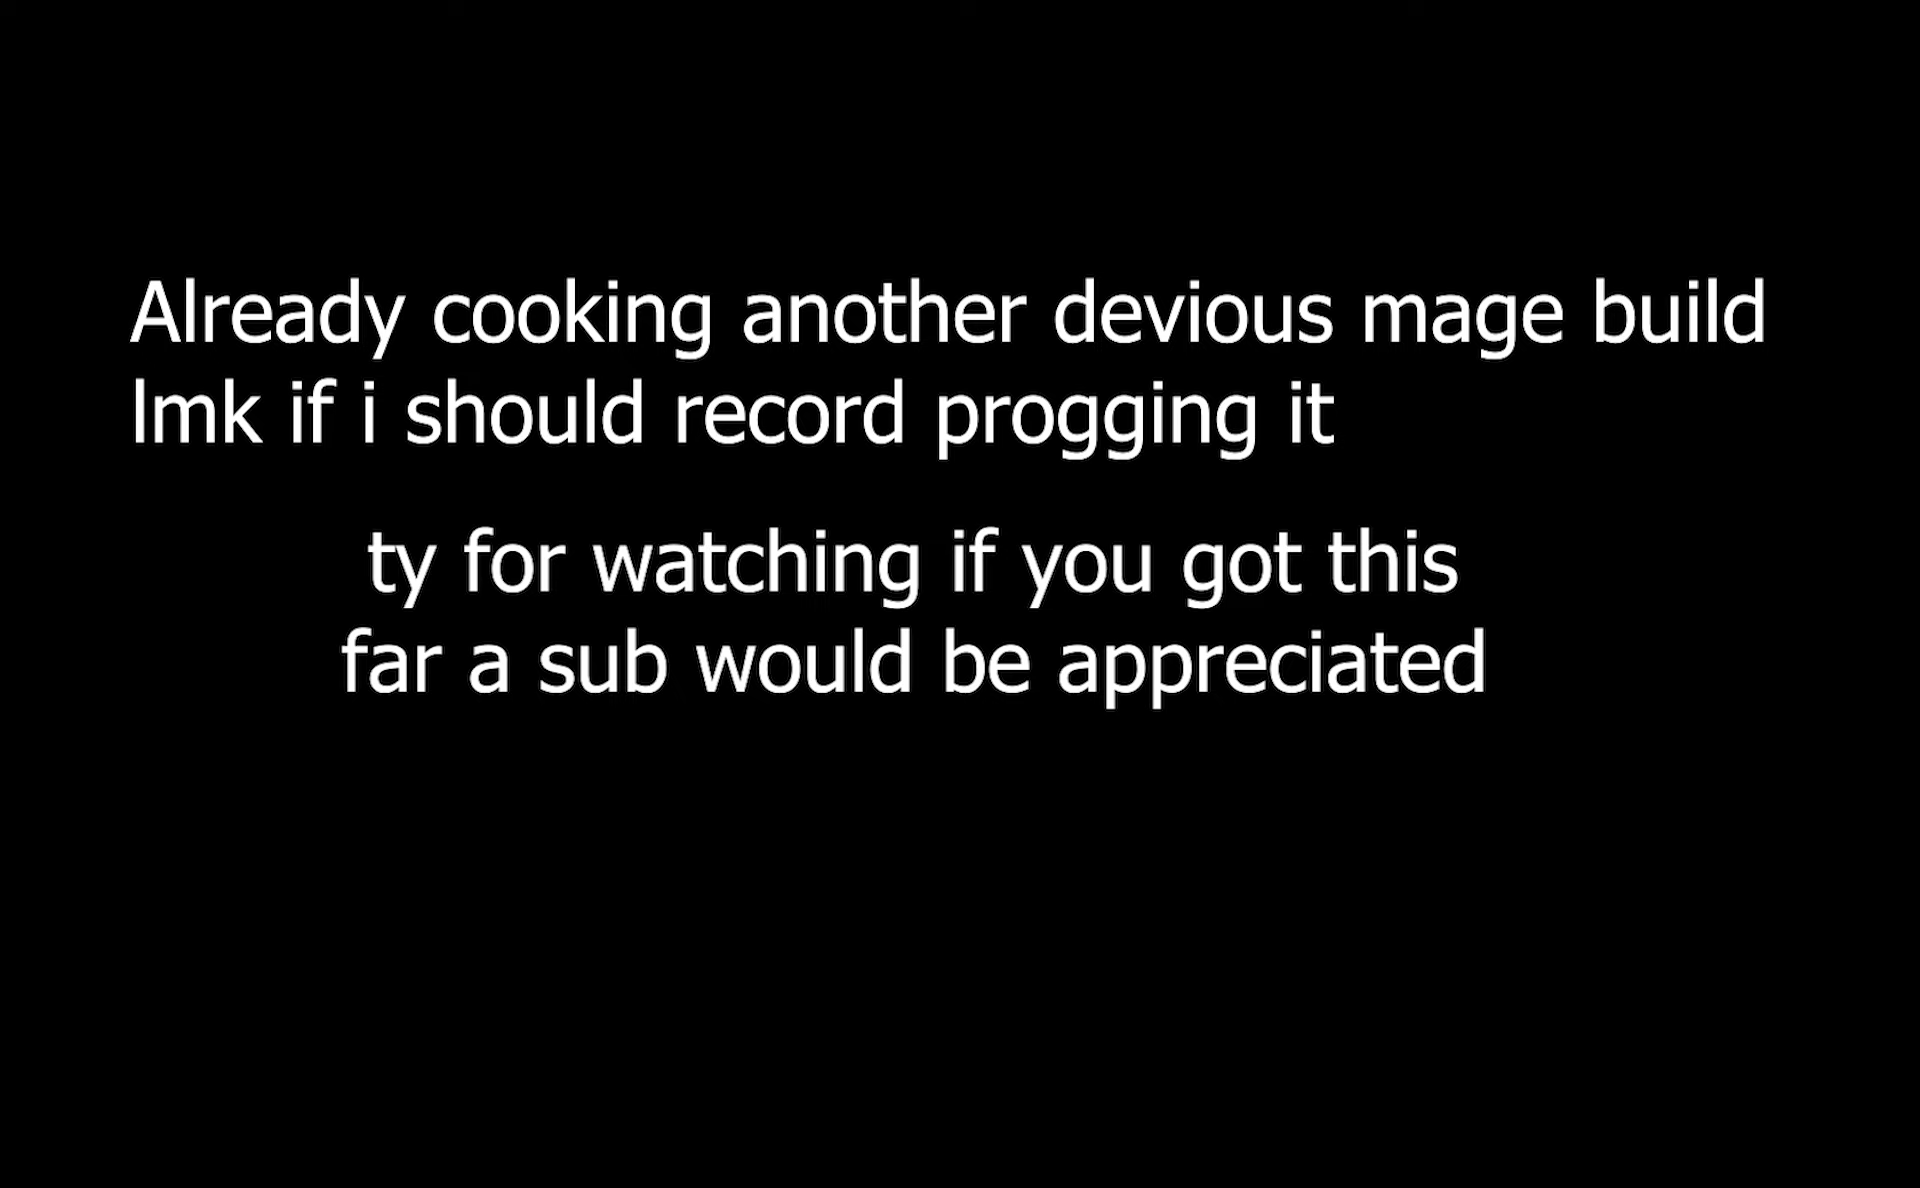 Already cooking another devious mage build
lmk if i should record progging it
ty for watching if you got this
far a sub would be appreciated